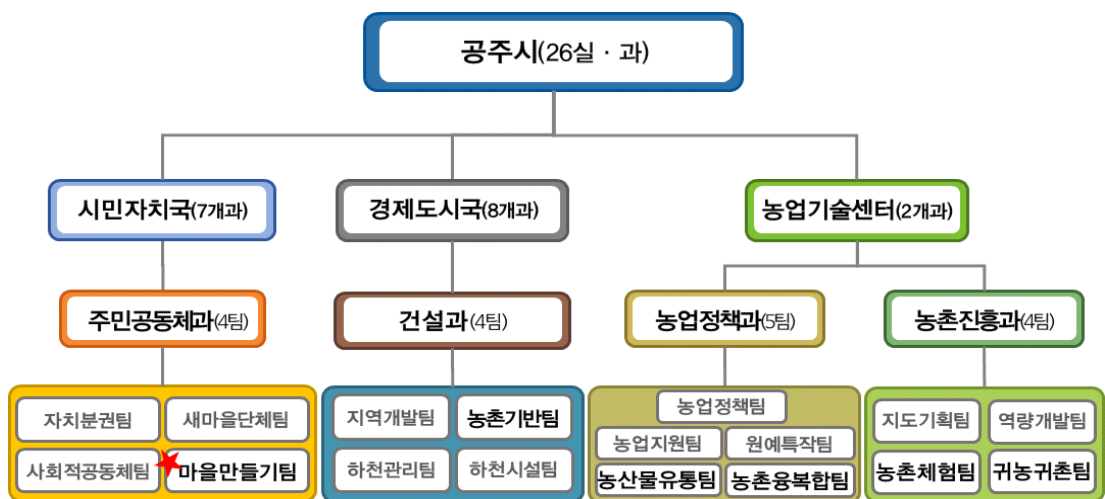 공주시(26실 · 과)
시민자치국(7개과)
경제도시국(8개과)
농업기술센터(2개과)
주민공동체과(4팀)
건설과(4팀)
농업정책과(5팀)
농촌진흥과(4팀)
자치분권팀
새마을단체팀
사회적공동체팀
마을만들기팀
지역개발팀
농촌기반팀
하천관리팀
하천시설팀
농업정책팀
농업지원팀
원예특작팀
농산물유통팀
농촌융복합팀
지도기획팀
역량개발팀
농촌체험팀
귀농귀촌팀